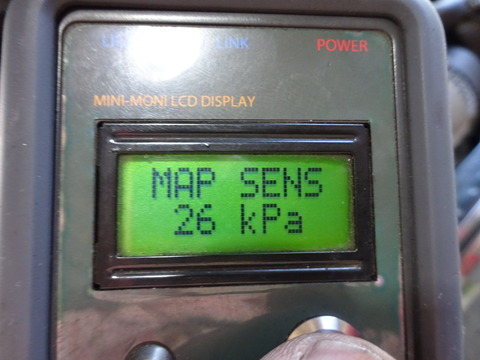 LINK POWER
MINI-MONI LCD DISPLAY
MAP SENS
26 kPa